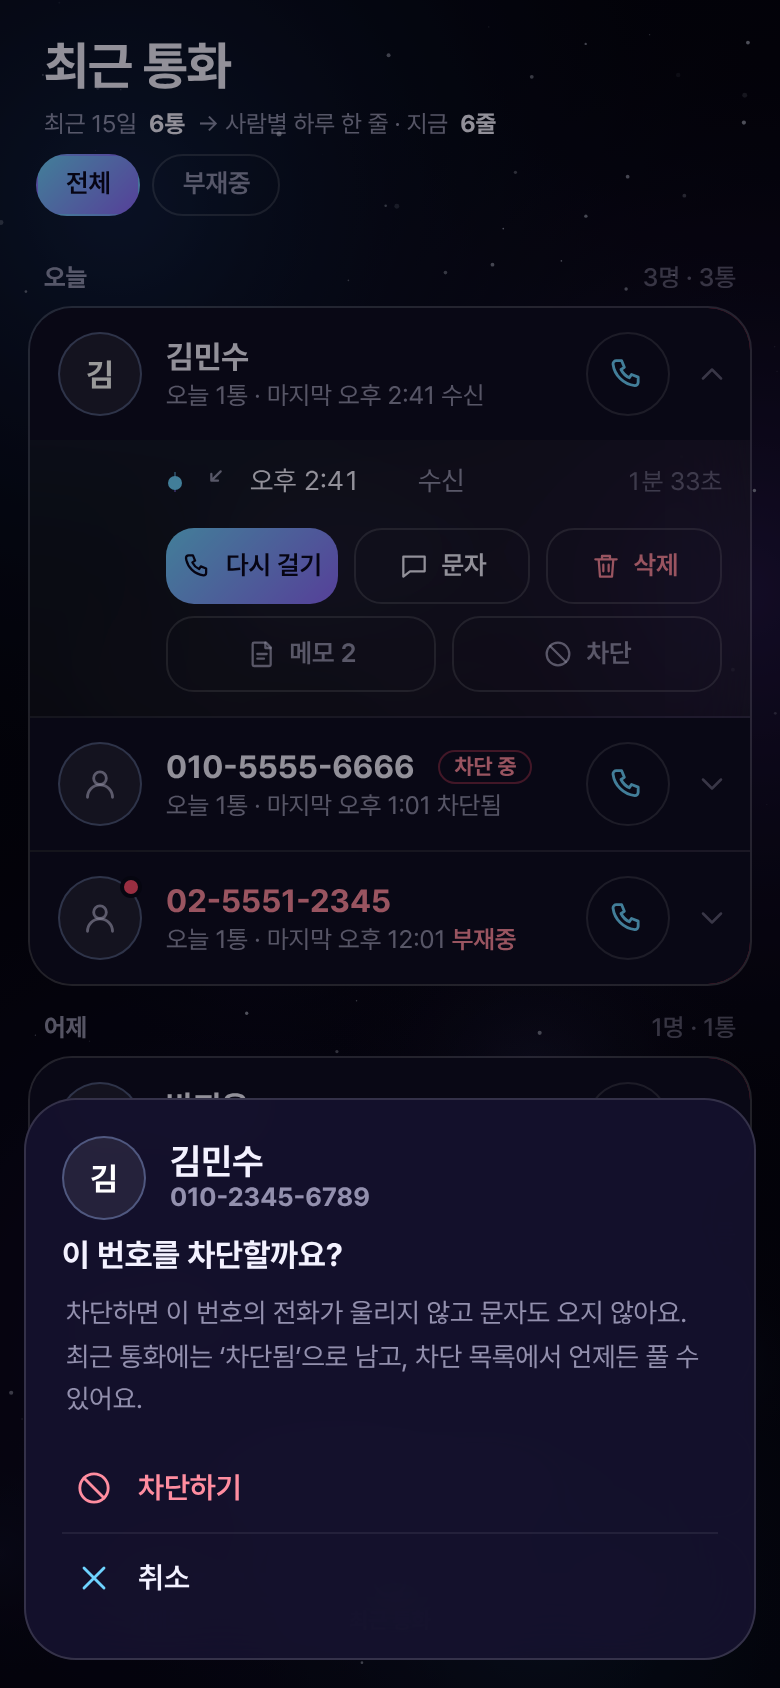 최근 통화
최근 15일 6통 → 사람별 하루 한 줄 · 지금 6줄
전체 부재중
오늘 3명 · 3통
김 김민수
오늘 1통 · 마지막 오후 2:41 수신
오후 2:41 수신 1분 33초
다시 걸기 문자 삭제
메모 2 차단
010-5555-6666 차단 중
오늘 1통 · 마지막 오후 1:01 차단됨
02-5551-2345
오늘 1통 · 마지막 오후 12:01 부재중
어제 1명 · 1통
김 김민수
010-2345-6789
이 번호를 차단할까요?
차단하면 이 번호의 전화가 울리지 않고 문자도 오지 않아요.
최근 통화에는 ‘차단됨’으로 남고, 차단 목록에서 언제든 풀 수
있어요.
차단하기
취소